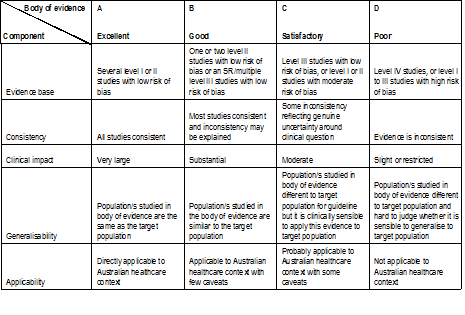 Body of evidence
Component
A
Excellent
B
Good
C
Satisfactory
D
Poor
Evidence base
Several level I or II
studies with low risk of
bias
One or two level II
studies with low risk of
bias or an SR/multiple
level III studies with low
risk of bias
Level III studies with low
risk of bias, or level I or II
studies with moderate
risk of bias
Level IV studies, or level I
to III studies with high risk
of bias
Consistency
All studies consistent
Most studies consistent
and inconsistency may
be explained
Some inconsistency
reflecting genuine
uncertainty around
clinical question
Evidence is inconsistent
Clinical impact
Very large
Substantial
Moderate
Slight or restricted
Generalisability
Population/s studied in
body of evidence are the
same as the target
population
Population/s studied in
the body of evidence are
similar to the target
population
Population/s studied in
body of evidence
different to target
population for guideline
but it is clinically sensible
to apply this evidence to
target population
Population/s studied in
body of evidence different
to target population and
hard to judge whether it is
sensible to generalise to
target population
Applicability
Directly applicable to
Australian healthcare
context
Applicable to Australian
healthcare context with
few caveats
Probably applicable to
Australian healthcare
context with some
caveats
Not applicable to
Australian healthcare
context